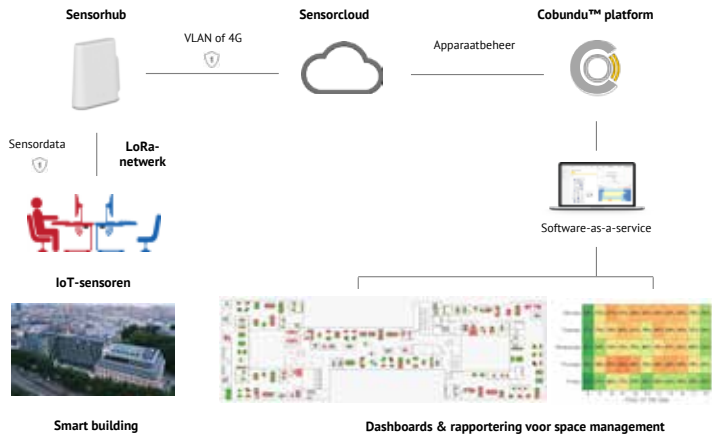 Sensorhub
Sensorcloud
Cobundu™ platform
VLAN of 4G
Apparaatbeheer
Sensordata
LoRa-
netwerk
Software-as-a-service
IoT-sensoren
Smart building
Dashboards & rapportering voor space management